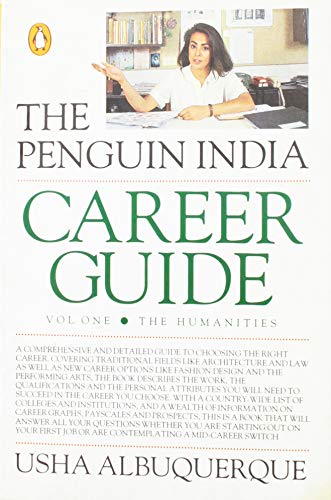 THE
PENGUIN INDIA
CAREER
GUIDE
VOL ONE • THE HUMANITIES
A COMPREHENSIVE AND DETAILED GUIDE TO CHOOSING THE RIGHT
CAREER. COVERING TRADITIONAL FIELDS LIKE ARCHITECTURE AND LAW
AS WELL AS NEW CAREER OPTIONS LIKE FASHION DESIGN AND THE
PERFORMING ARTS, THE BOOK DESCRIBES THE WORK, THE
QUALIFICATIONS AND THE PERSONAL ATTRIBUTES YOU WILL NEED TO
SUCCEED IN THE CAREER YOU CHOOSE. WITH A COUNTRY-WIDE LIST OF
COLLEGES AND INSTITUTIONS, AND A WEALTH OF INFORMATION ON
CAREER GRAPHS, PAYSCALES AND PROSPECTS, THIS IS A BOOK THAT WILL
ANSWER ALL YOUR QUESTIONS WHETHER YOU ARE STARTING OUT ON
YOUR FIRST JOB OR ARE CONTEMPLATING A MID-CAREER SWITCH
USHA ALBUQUERQUE